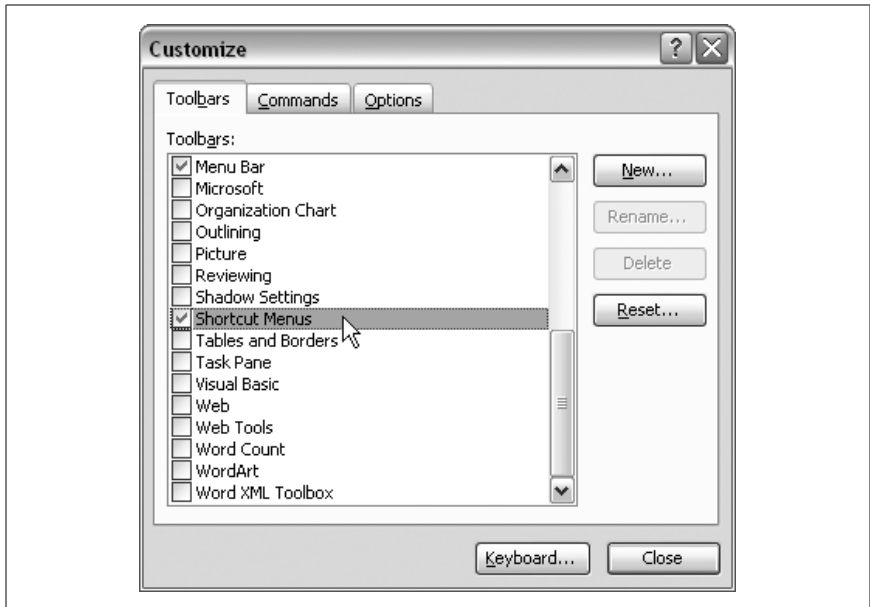 Customize
Toolbars Commands Options
Toolbars:
Menu Bar
Microsoft
Organization Chart
Outlining
Picture
Reviewing
Shadow Settings
Shortcut Menus
Tables and Borders
Task Pane
Visual Basic
Web
Web Tools
Word Count
WordArt
Word XML Toolbox
New...
Rename...
Delete
Reset...
Keyboard... Close